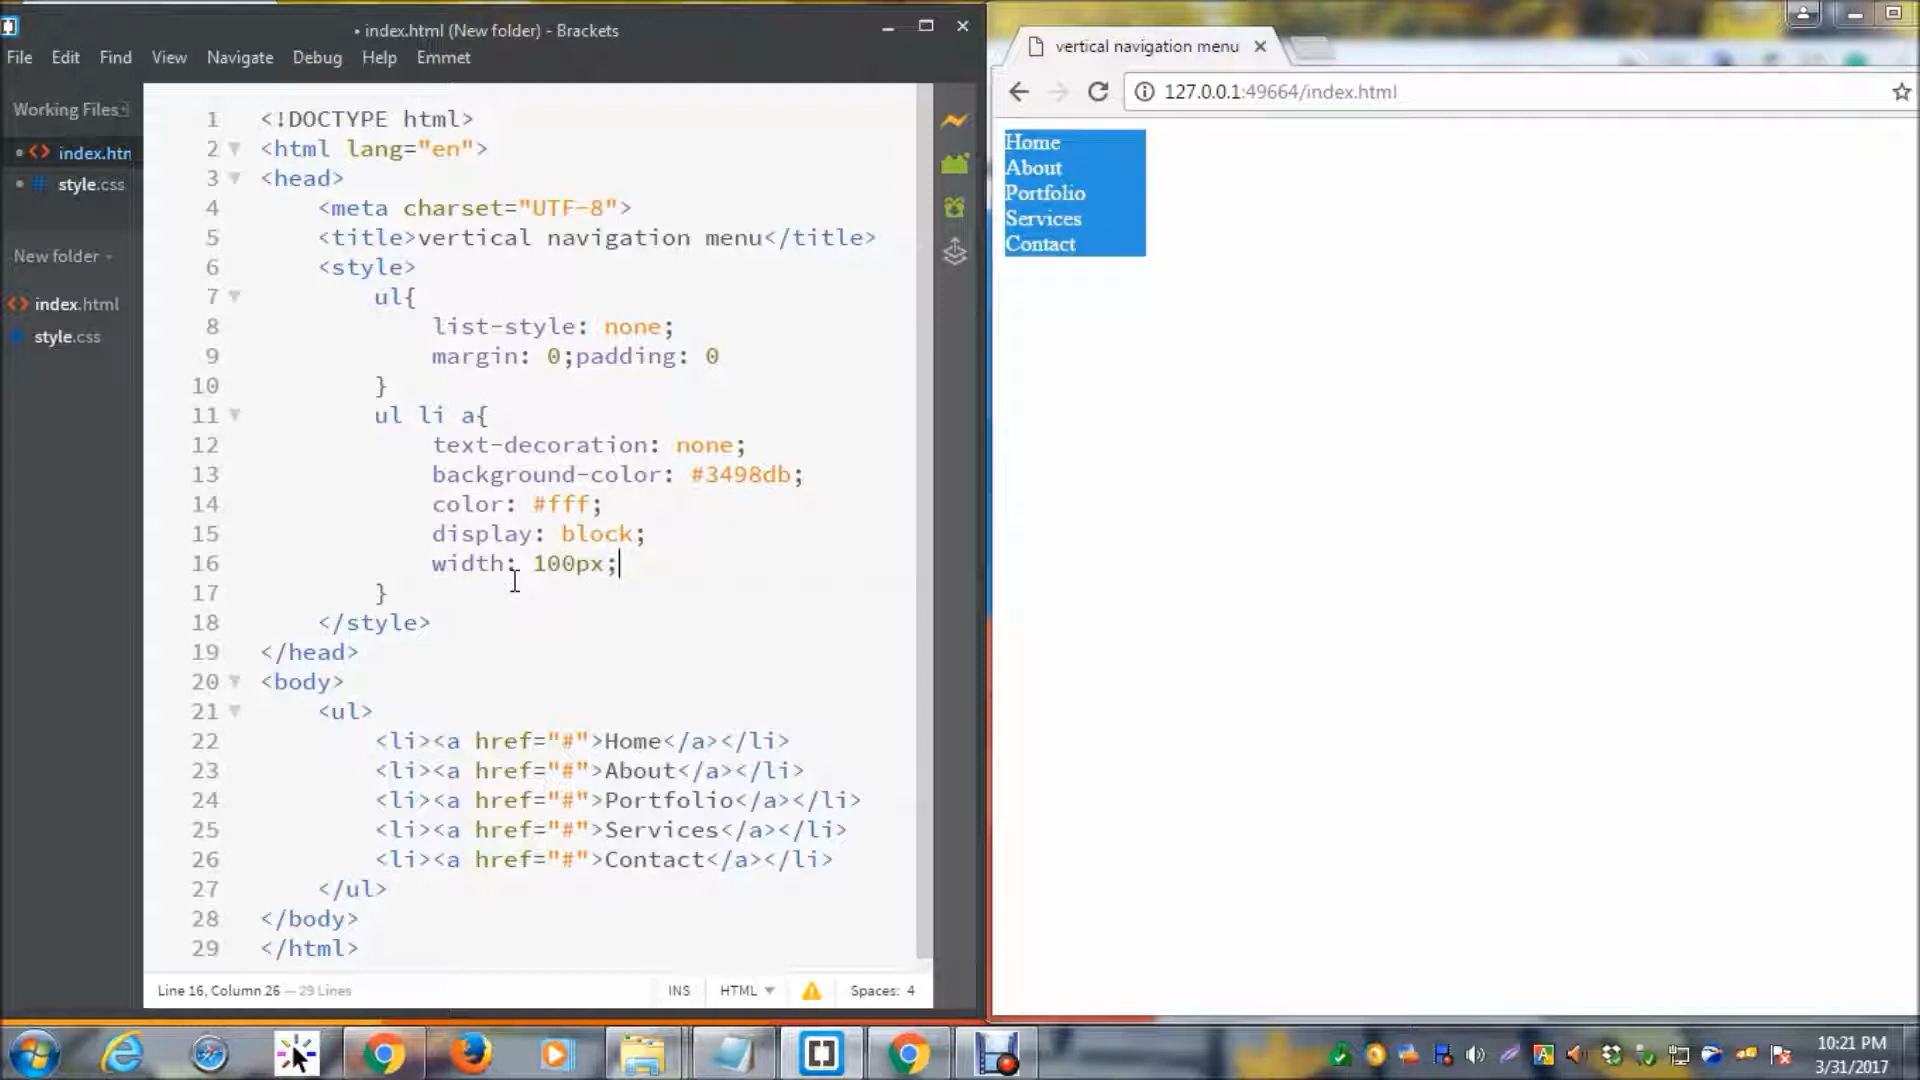 • index.html (New folder) - Brackets
File Edit Find View Navigate Debug Help Emmet
Working Files
index.htm
style.css
New folder
index.html
style.css
1 <!DOCTYPE html>
2 <html lang="en">
3 <head>
4 <meta charset="UTF-8">
5 <title>vertical navigation menu</title>
6 <style>
7 ul{
8 list-style: none;
9 margin: 0;padding: 0
10 }
11 ul li a{
12 text-decoration: none;
13 background-color: #3498db;
14 color: #fff;
15 display: block;
16 width: 100px;
17 }
18 </style>
19 </head>
20 <body>
21 <ul>
22 <li><a href="#">Home</a></li>
23 <li><a href="#">About</a></li>
24 <li><a href="#">Portfolio</a></li>
25 <li><a href="#">Services</a></li>
26 <li><a href="#">Contact</a></li>
27 </ul>
28 </body>
29 </html>
Line 16, Column 26 — 29 Lines
INS HTML Spaces: 4
vertical navigation menu
127.0.0.1:49664/index.html
Home
About
Portfolio
Services
Contact
10:21 PM
3/31/2017